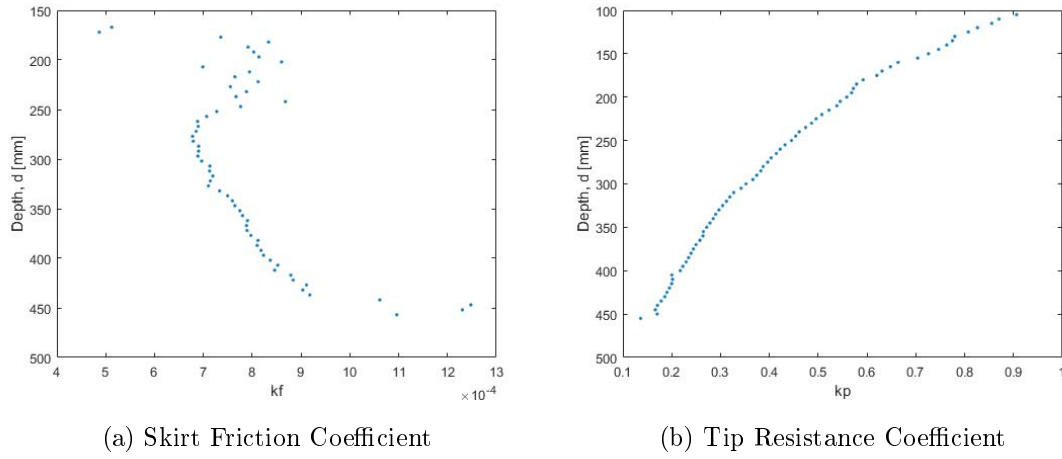 150
200
250
300
350
400
450
500
Depth, d [mm]
4 5 6 7 8 9 10 11 12 13
kf
×10⁻⁴
(a) Skirt Friction Coefficient
100
150
200
250
300
350
400
450
500
Depth, d [mm]
0.1 0.2 0.3 0.4 0.5 0.6 0.7 0.8 0.9 1
kp
(b) Tip Resistance Coefficient